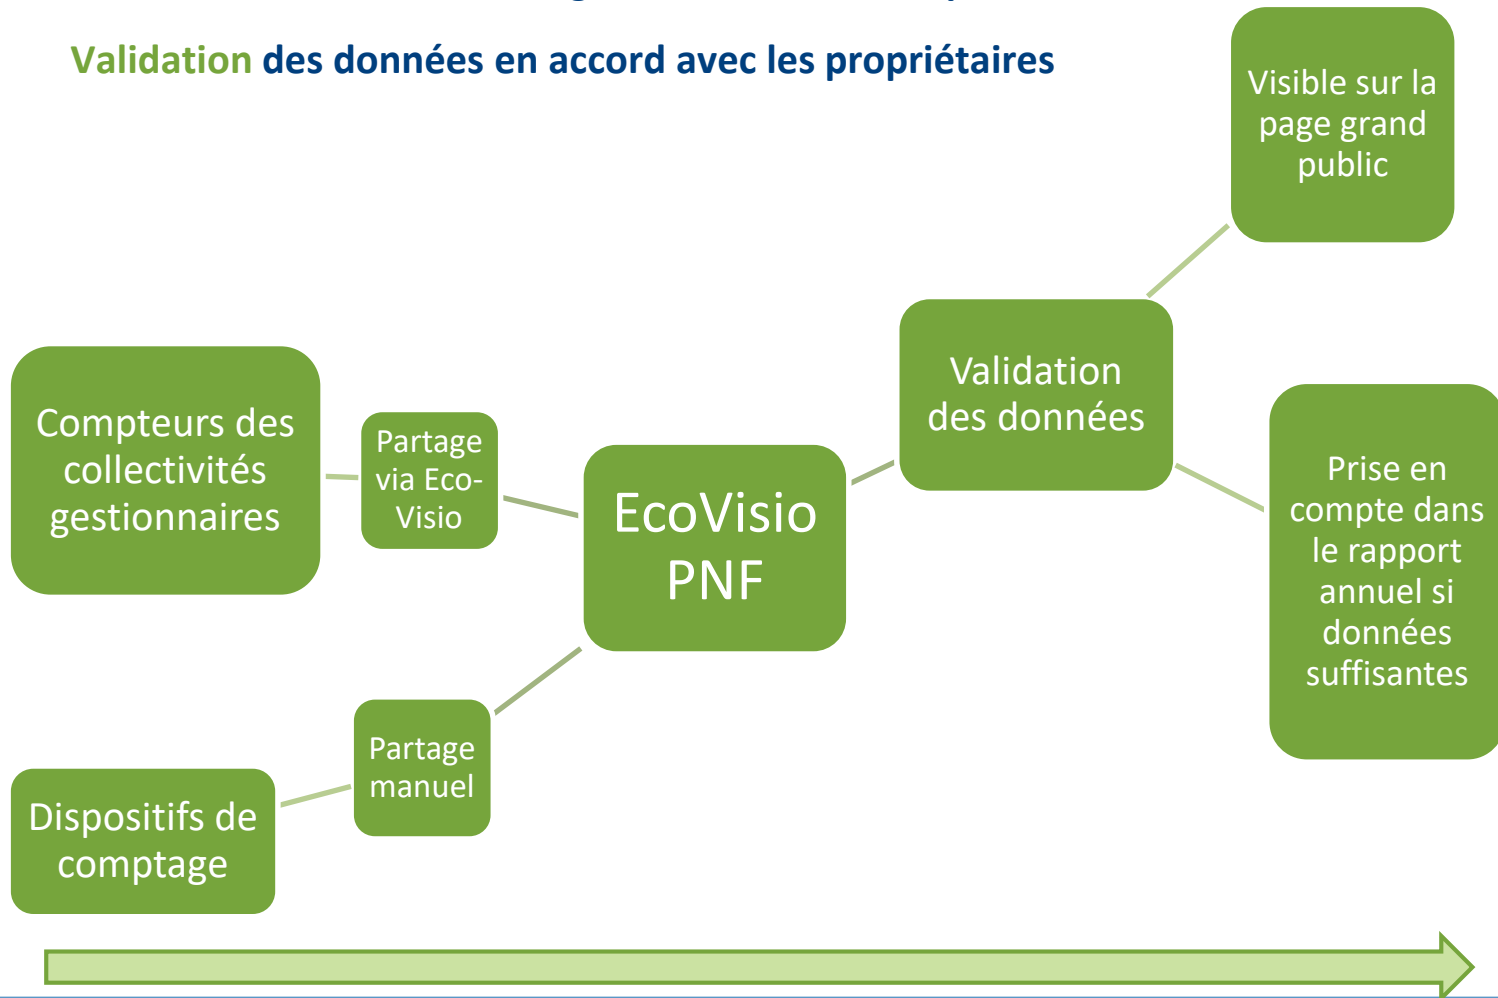 Validation des données en accord avec les propriétaires
Visible sur la
page grand
public
Validation
des données
Compteurs des
collectivités
gestionnaires
Partage
via Eco-
Visio
EcoVisio
PNF
Prise en
compte dans
le rapport
annuel si
données
suffisantes
Partage
manuel
Dispositifs de
comptage